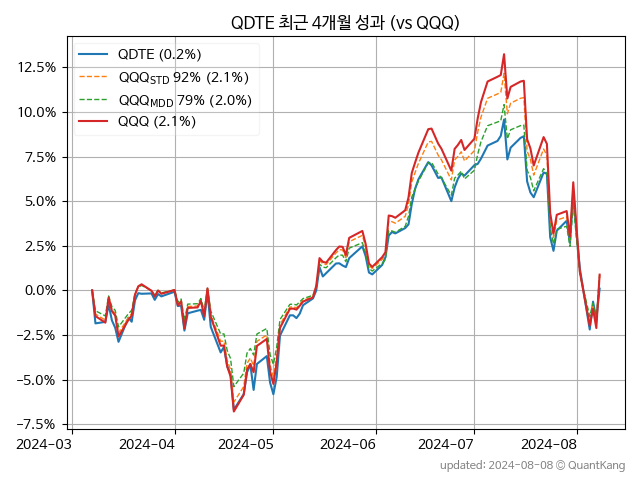 QDTE 최근 4개월 성과 (vs QQQ)
QDTE (0.2%)
QQQSTD 92% (2.1%)
QQQMDD 79% (2.0%)
QQQ (2.1%)
12.5%
10.0%
7.5%
5.0%
2.5%
0.0%
−2.5%
−5.0%
−7.5%
2024-03 2024-04 2024-05 2024-06 2024-07 2024-08
updated: 2024-08-08 © QuantKang